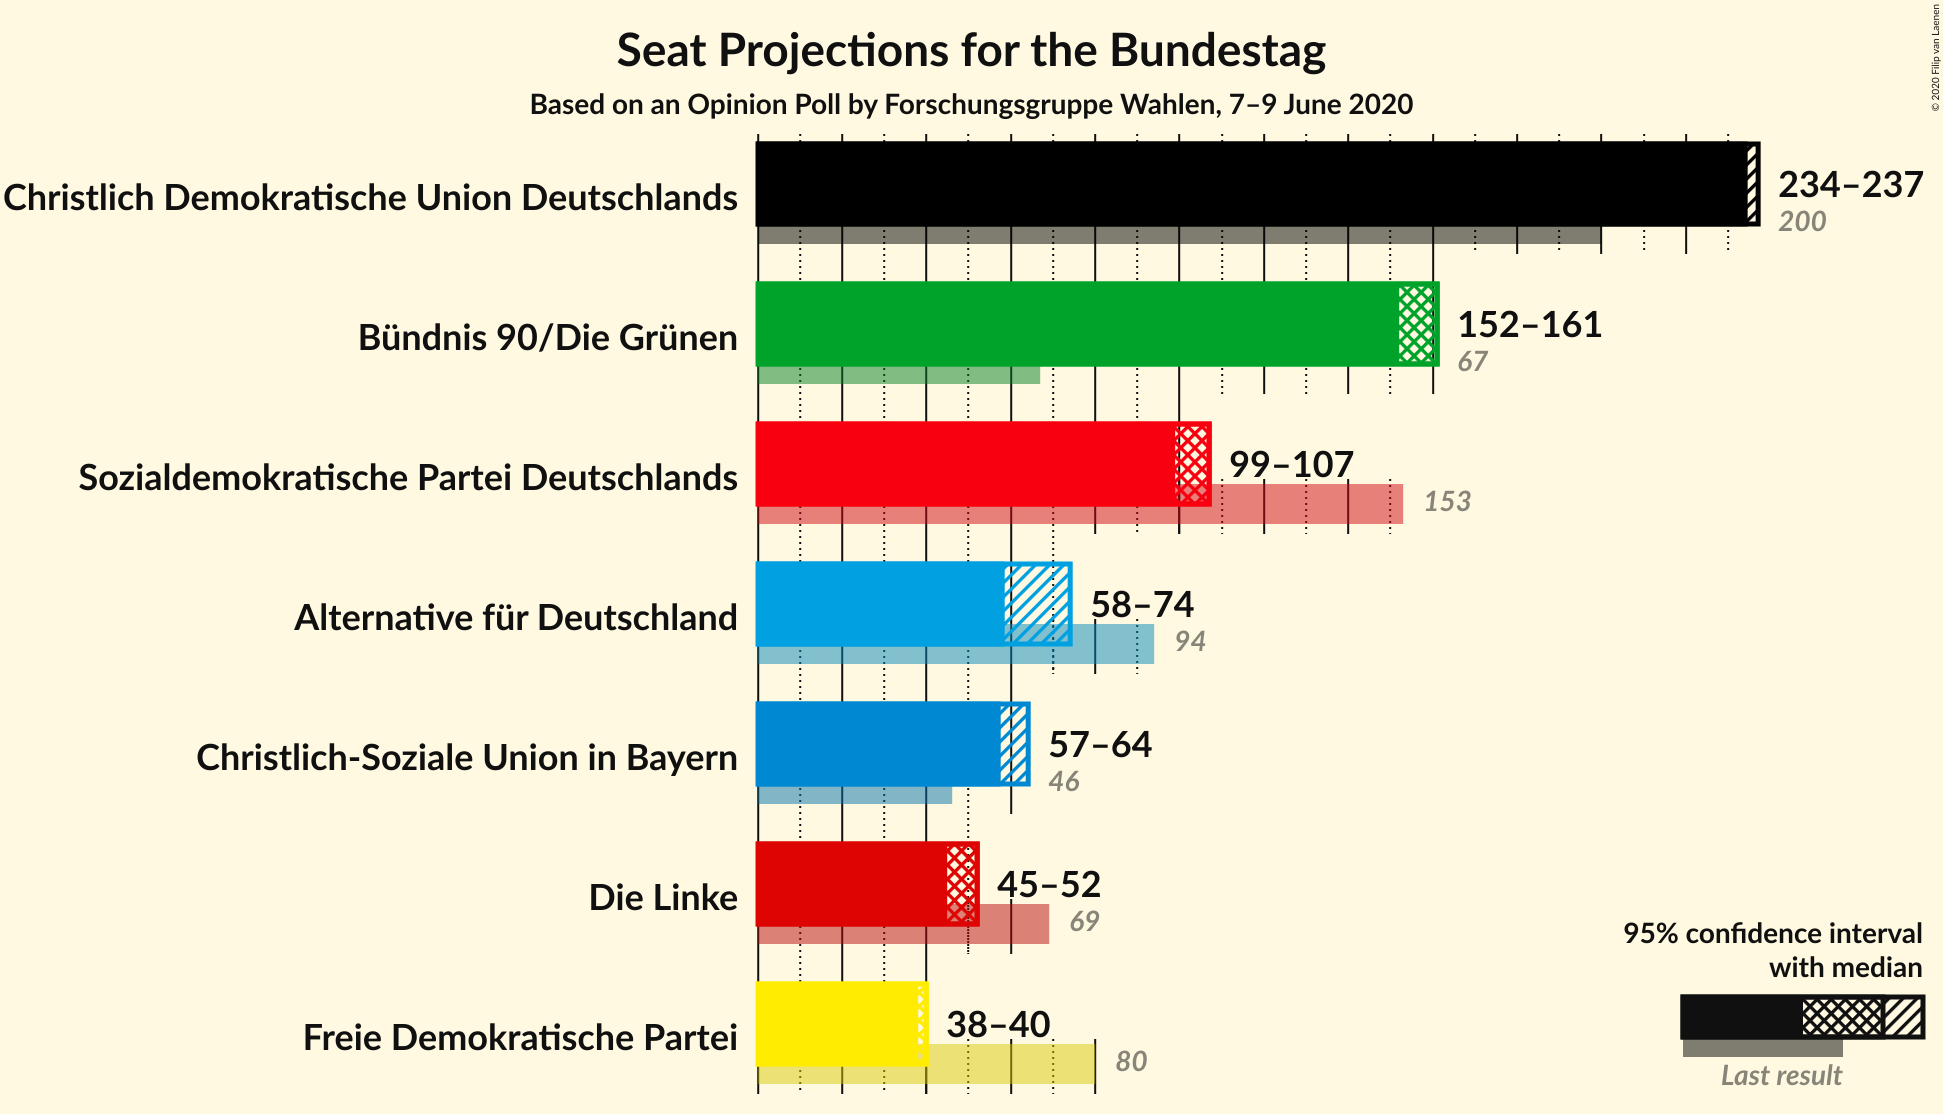 Seat Projections for the Bundestag
Based on an Opinion Poll by Forschungsgruppe Wahlen, 7–9 June 2020
© 2020 Filip van Laenen
Christlich Demokratische Union Deutschlands
234–237
200
Bündnis 90/Die Grünen
152–161
67
Sozialdemokratische Partei Deutschlands
99–107
153
Alternative für Deutschland
58–74
94
Christlich-Soziale Union in Bayern
57–64
46
Die Linke
45–52
69
Freie Demokratische Partei
38–40
80
95% confidence interval
with median
Last result